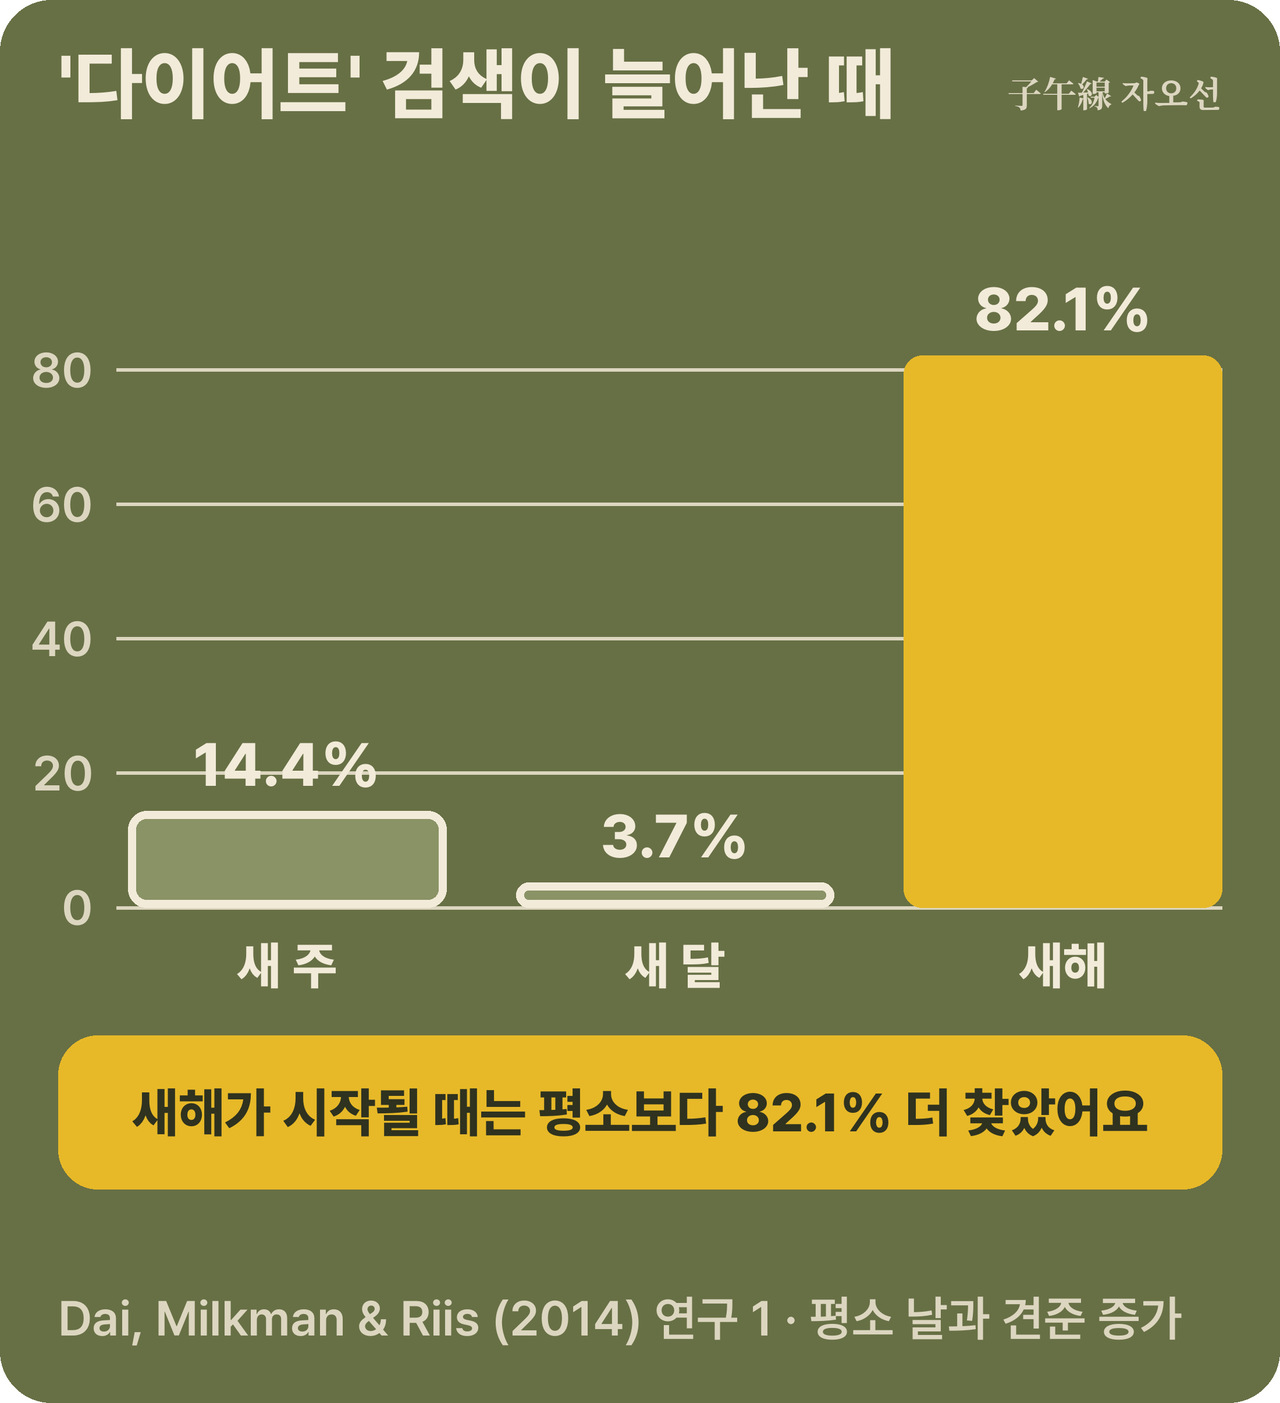 '다이어트' 검색이 늘어난 때
子午線 자오선
82.1%
80
60
40
20
14.4%
3.7%
0
새 주
새 달
새해
새해가 시작될 때는 평소보다 82.1% 더 찾았어요
Dai, Milkman & Riis (2014) 연구 1 · 평소 날과 견준 증가